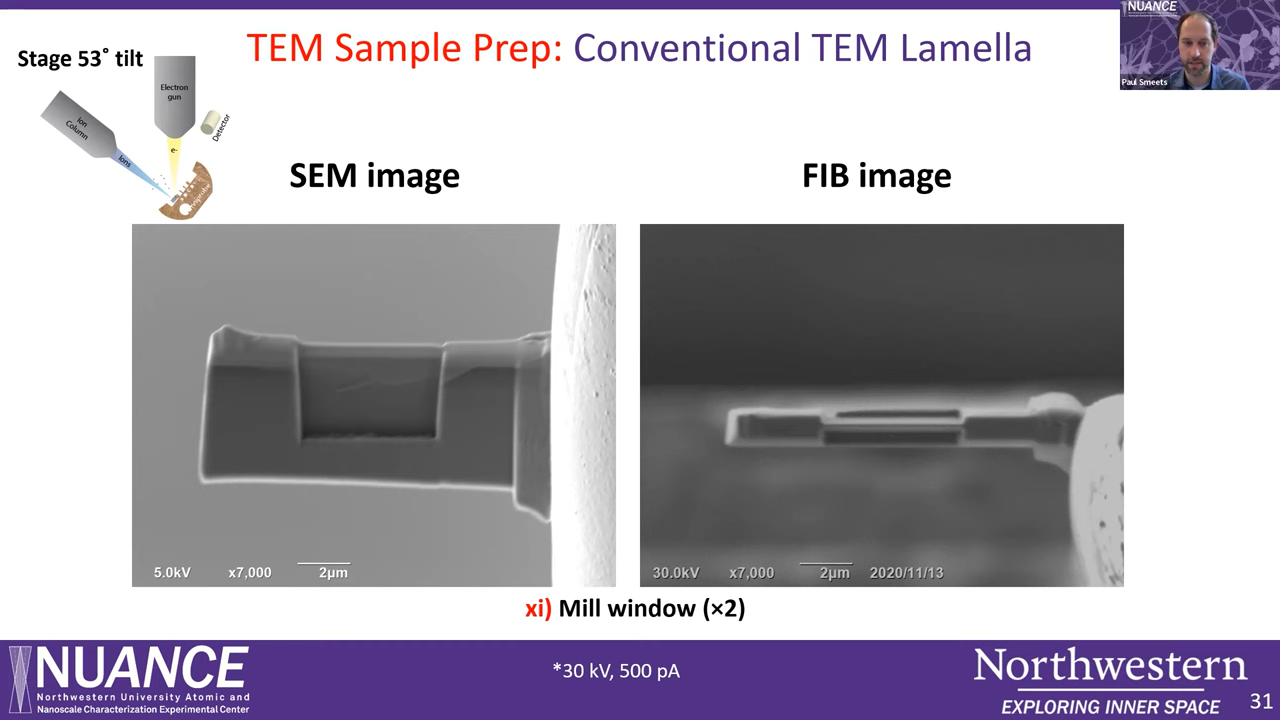 TEM Sample Prep: Conventional TEM Lamella
Stage 53˚ tilt
Electron
gun
Ion
Column
Detector
Ions
e-
NUANCE
Paul Smeets
SEM image
FIB image
5.0kV x7,000 2µm
30.0kV x7,000 2µm 2020/11/13
xi) Mill window (×2)
NUANCE
Northwestern University Atomic and
Nanoscale Characterization Experimental Center
*30 kV, 500 pA
Northwestern
EXPLORING INNER SPACE
31